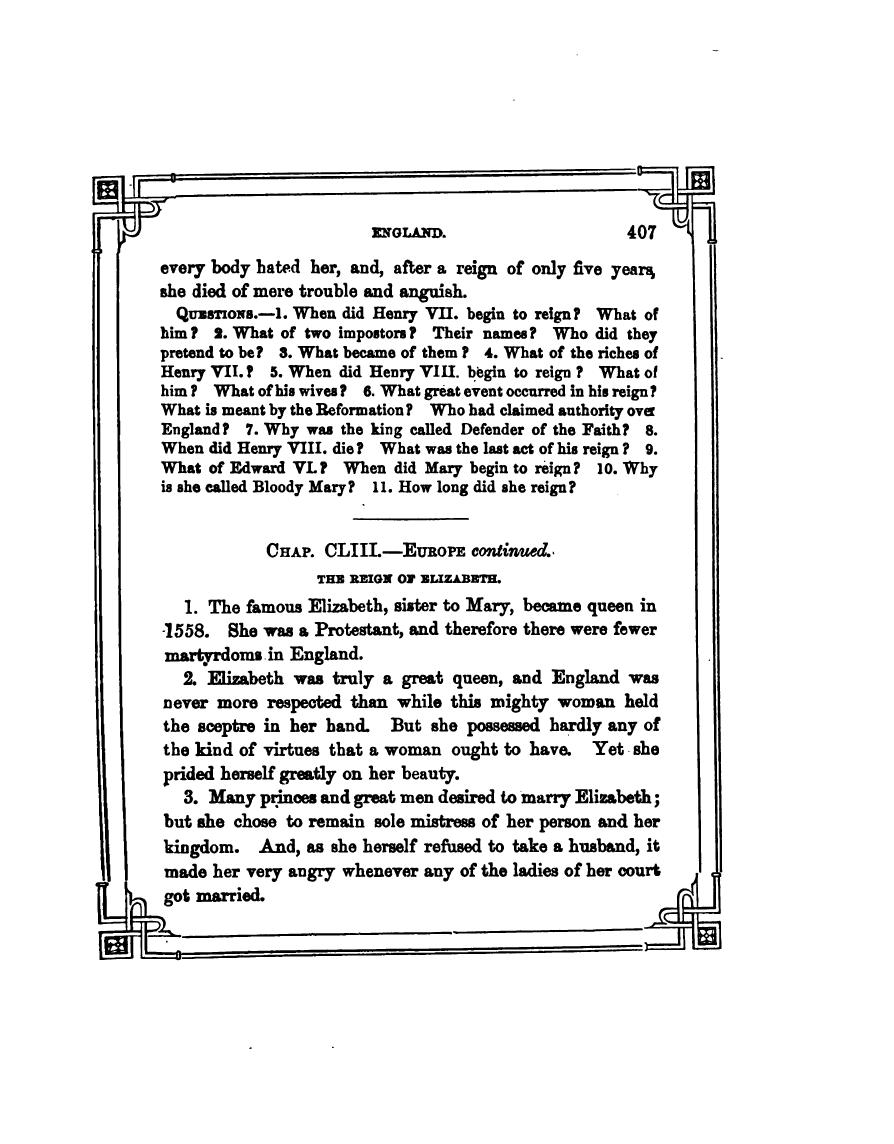 ENGLAND. 407
every body hated her, and, after a reign of only five years,
she died of mere trouble and anguish.
QUESTIONS.—1. When did Henry VII. begin to reign? What of
him? 2. What of two impostors? Their names? Who did they
pretend to be? 3. What became of them? 4. What of the riches of
Henry VII.? 5. When did Henry VIII. begin to reign? What of
him? What of his wives? 6. What great event occurred in his reign?
What is meant by the Reformation? Who had claimed authority over
England? 7. Why was the king called Defender of the Faith? 8.
When did Henry VIII. die? What was the last act of his reign? 9.
What of Edward VI.? When did Mary begin to reign? 10. Why
is she called Bloody Mary? 11. How long did she reign?
CHAP. CLIII.—EUROPE continued.
THE REIGN OF ELIZABETH.
1. The famous Elizabeth, sister to Mary, became queen in
1558. She was a Protestant, and therefore there were fewer
martyrdoms in England.
2. Elizabeth was truly a great queen, and England was
never more respected than while this mighty woman held
the sceptre in her hand. But she possessed hardly any of
the kind of virtues that a woman ought to have. Yet she
prided herself greatly on her beauty.
3. Many princes and great men desired to marry Elizabeth;
but she chose to remain sole mistress of her person and her
kingdom. And, as she herself refused to take a husband, it
made her very angry whenever any of the ladies of her court
got married.